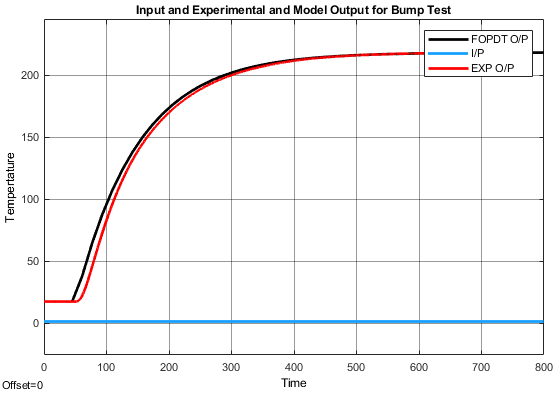 Input and Experimental and Model Output for Bump Test
FOPDT O/P
I/P
EXP O/P
Tempertature
200
150
100
50
0
0 100 200 300 400 500 600 700 800
Time
Offset=0